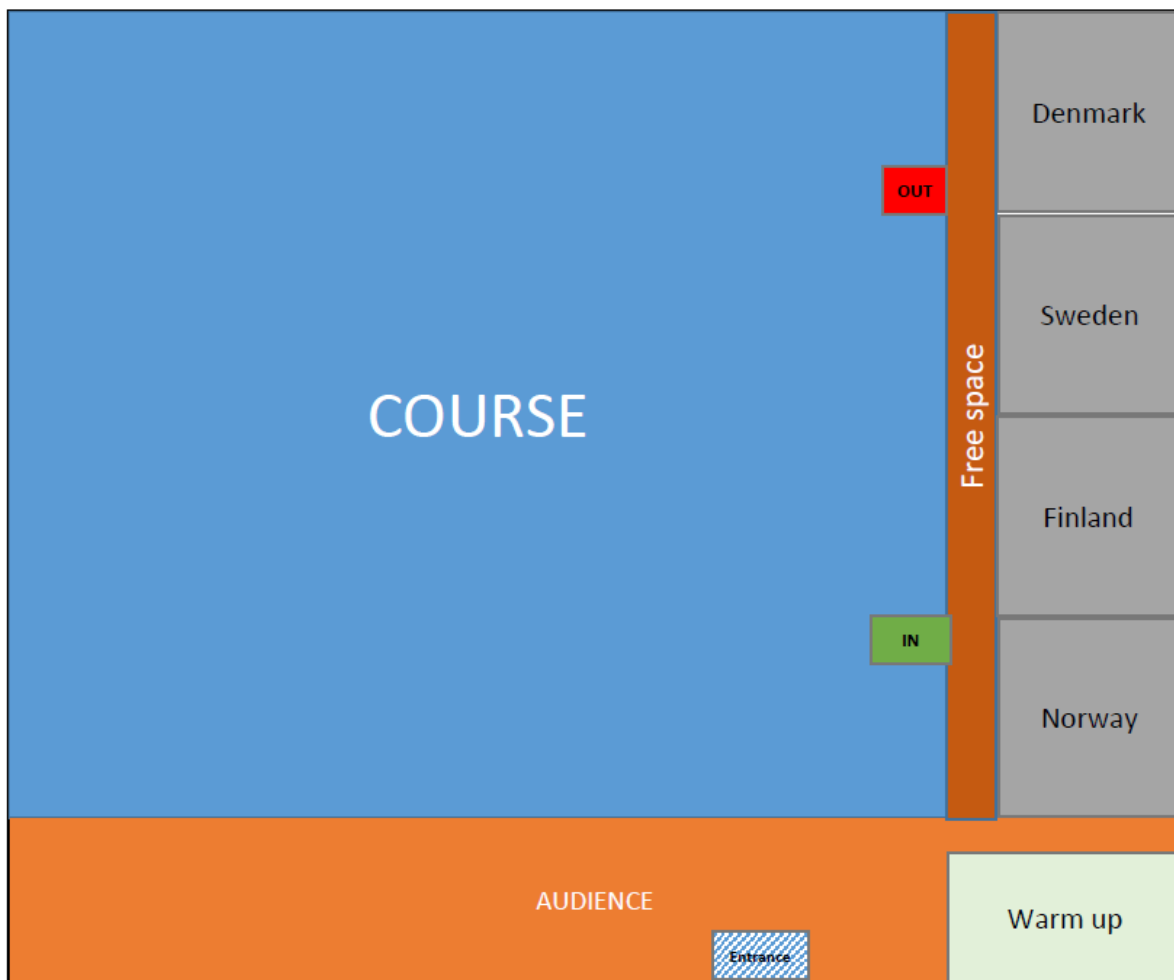 Denmark
OUT
Sweden
Free space
COURSE
Finland
IN
Norway
AUDIENCE
Warm up
Entrance